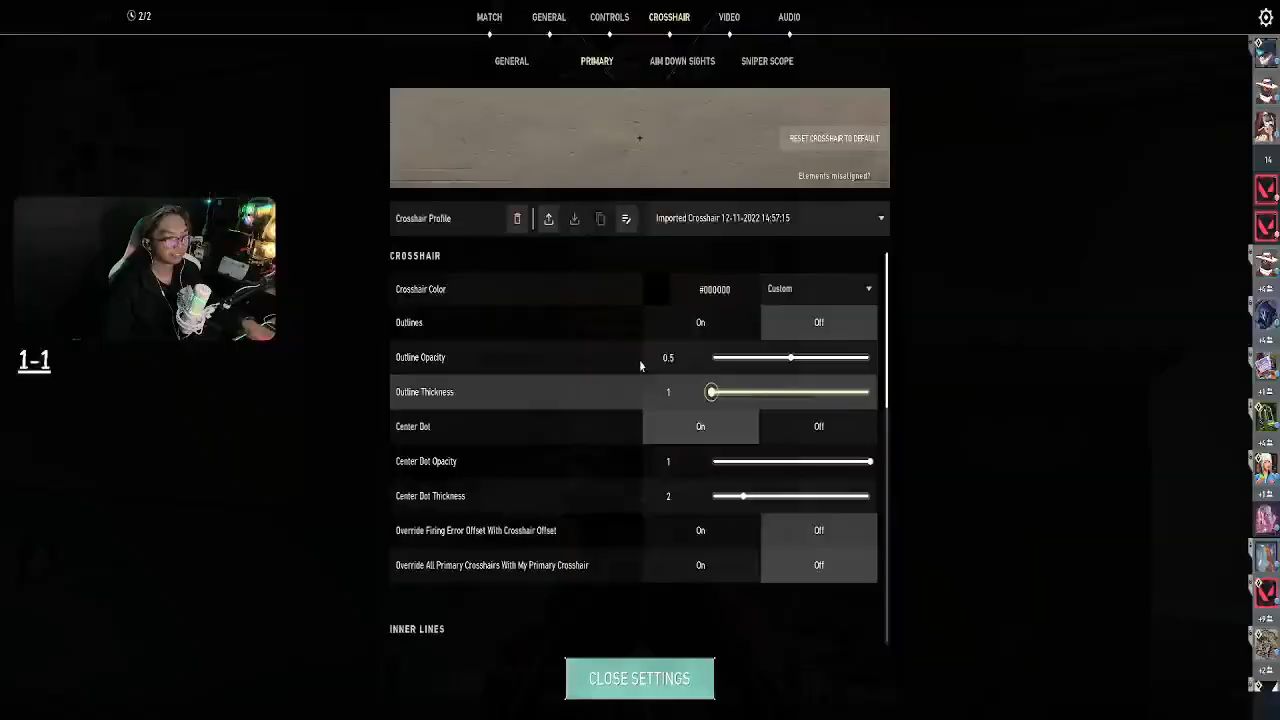 2/2
MATCH GENERAL CONTROLS CROSSHAIR VIDEO AUDIO
GENERAL PRIMARY AIM DOWN SIGHTS SNIPER SCOPE
RESET CROSSHAIR TO DEFAULT
Elements misaligned?
Crosshair Profile Imported Crosshair 12-11-2022 14:57:15
CROSSHAIR
Crosshair Color #000000 Custom
Outlines On Off
Outline Opacity 0.5
1-1
Outline Thickness 1
Center Dot On Off
Center Dot Opacity 1
Center Dot Thickness 2
Override Firing Error Offset With Crosshair Offset On Off
Override All Primary Crosshairs With My Primary Crosshair On Off
INNER LINES
CLOSE SETTINGS
14